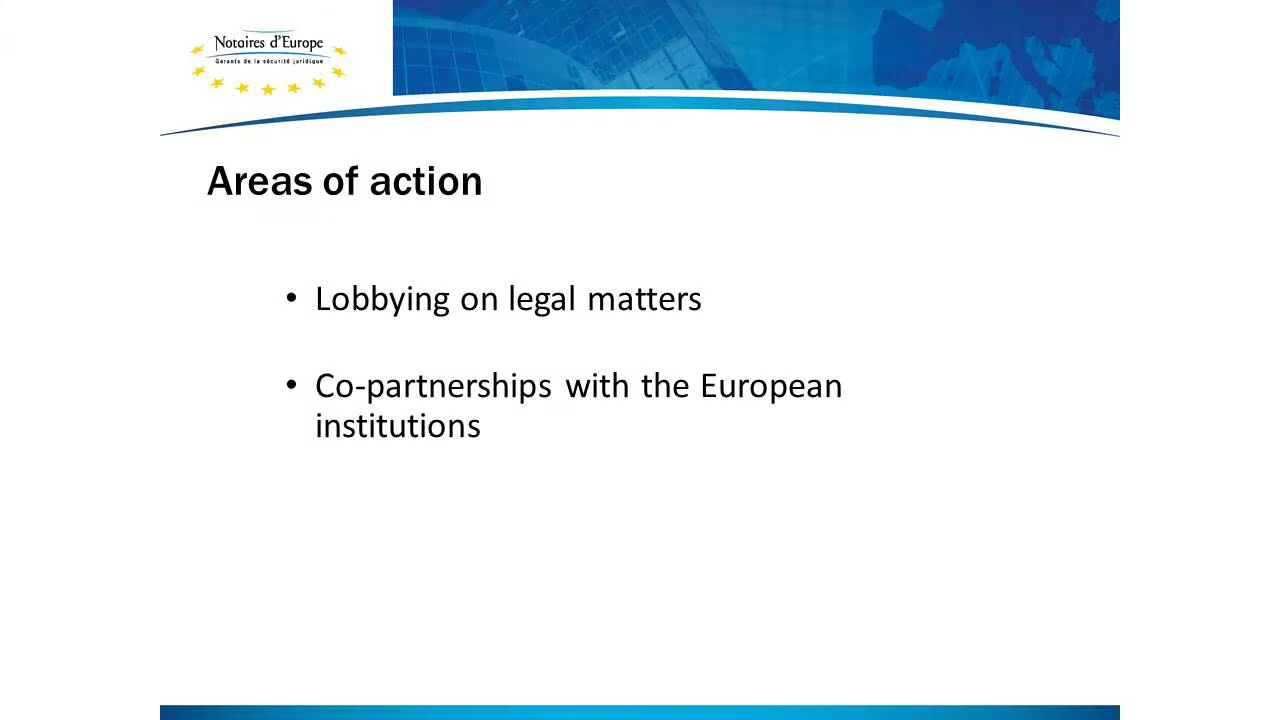 Notaires d'Europe
Garants de la sécurité juridique
Areas of action
• Lobbying on legal matters
• Co-partnerships with the European
institutions